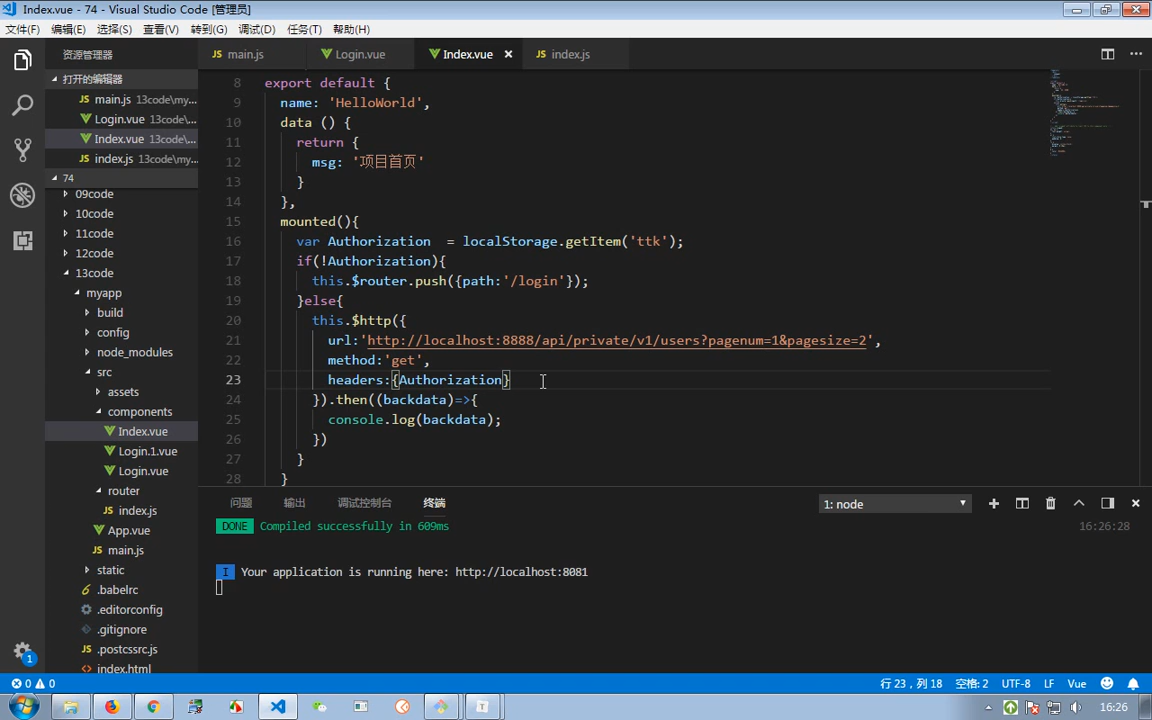 Index.vue - 74 - Visual Studio Code [管理员]
文件(F) 编辑(E) 选择(S) 查看(V) 转到(G) 调试(D) 任务(T) 帮助(H)
资源管理器
打开的编辑器
JS main.js 13code\my...
Login.vue 13code\...
Index.vue 13code\...
JS index.js 13code\my...
74
09code
10code
11code
12code
13code
myapp
build
config
node_modules
src
assets
components
Index.vue
Login.1.vue
Login.vue
router
JS index.js
App.vue
JS main.js
static
.babelrc
.editorconfig
.gitignore
JS .postcssrc.js
index.html
JS main.js
Login.vue
Index.vue
JS index.js
8 export default {
9 name: 'HelloWorld',
10 data () {
11 return {
12 msg: '项目首页'
13 }
14 },
15 mounted(){
16 var Authorization  = localStorage.getItem('ttk');
17 if(!Authorization){
18 this.$router.push({path:'/login'});
19 }else{
20 this.$http({
21 url:'http://localhost:8888/api/private/v1/users?pagenum=1&pagesize=2',
22 method:'get',
23 headers:{Authorization}
24 }).then((backdata)=>{
25 console.log(backdata);
26 })
27 }
28 }
问题 输出 调试控制台 终端
1: node
DONE Compiled successfully in 609ms
16:26:28
I Your application is running here: http://localhost:8081
1
0 0
行 23，列 18 空格: 2 UTF-8 LF Vue
16:26